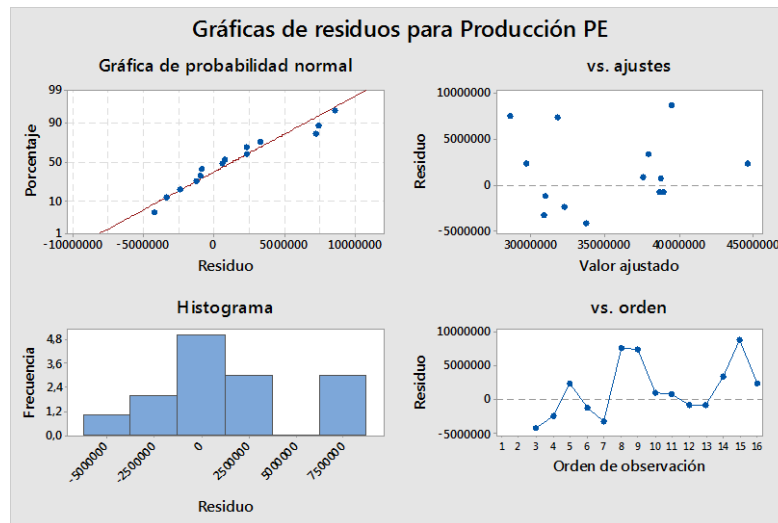 Gráficas de residuos para Producción PE
Gráfica de probabilidad normal
99
90
50
10
1
Porcentaje
-10000000 -5000000 0 5000000 10000000
Residuo
vs. ajustes
10000000
5000000
0
-5000000
Residuo
30000000 35000000 40000000 45000000
Valor ajustado
Histograma
4.8
3.6
2.4
1.2
0.0
Frecuencia
-5000000 -2500000 0 2500000 5000000 7500000
Residuo
vs. orden
10000000
5000000
0
-5000000
Residuo
1 2 3 4 5 6 7 8 9 10 11 12 13 14 15 16
Orden de observación